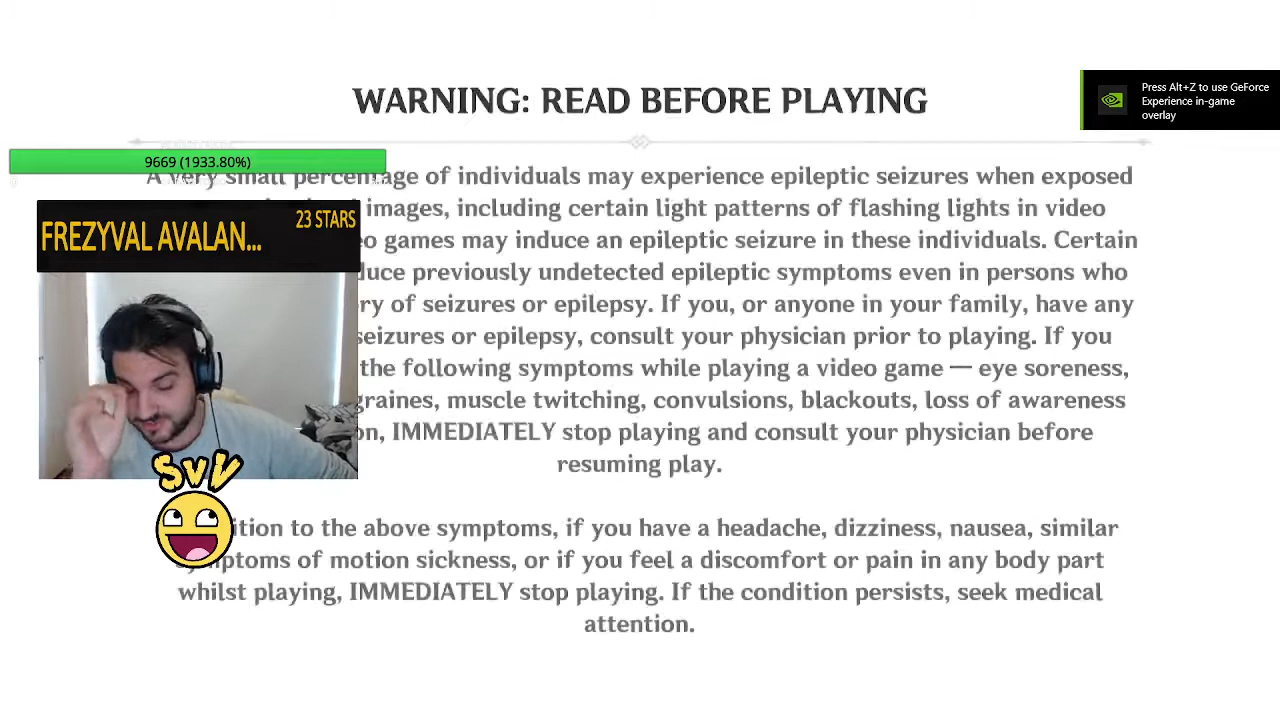 WARNING: READ BEFORE PLAYING
Press Alt+Z to use GeForce
Experience in-game
overlay
9669 (1933.80%)
A very small percentage of individuals may experience epileptic seizures when exposed
images, including certain light patterns of flashing lights in video
FREZYVAL AVALAN...
23 STARS
games may induce an epileptic seizure in these individuals. Certain
previously undetected epileptic symptoms even in persons who
of seizures or epilepsy. If you, or anyone in your family, have any
seizures or epilepsy, consult your physician prior to playing. If you
the following symptoms while playing a video game — eye soreness,
muscle twitching, convulsions, blackouts, loss of awareness
IMMEDIATELY stop playing and consult your physician before
resuming play.
SVV
to the above symptoms, if you have a headache, dizziness, nausea, similar
of motion sickness, or if you feel a discomfort or pain in any body part
whilst playing, IMMEDIATELY stop playing. If the condition persists, seek medical
attention.